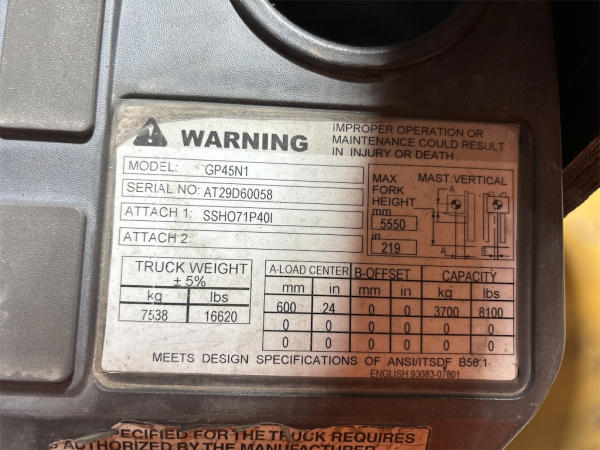 WARNING
IMPROPER OPERATION OR
MAINTENANCE COULD RESULT
IN INJURY OR DEATH
MODEL: GP45N1
SERIAL NO: AT29D60058
ATTACH 1: SSHO71P40I
ATTACH 2:
MAX
FORK
HEIGHT
mm
5550
in
219
MAST: VERTICAL
A
A B
TRUCK WEIGHT
± 5%
kg lbs
7538 16620
A-LOAD CENTER B-OFFSET CAPACITY
mm in mm in kg lbs
600 24 0 0 3700 8100
0 0 0 0 0 0
0 0 0 0 0 0
MEETS DESIGN SPECIFICATIONS OF ANSI/ITSDF B56.1
ENGLISH 93083-07801
PECIFIED FOR THE TRUCK REQUIRES
AUTHORIZED BY THE MANUFACTURER